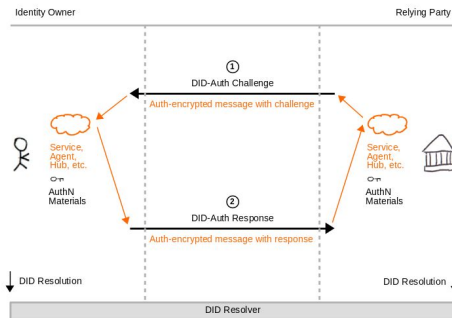 Identity Owner
Relying Party
1
DID-Auth Challenge
Auth-encrypted message with challenge
Service,
Agent,
Hub, etc.
AuthN
Materials
Service,
Agent,
Hub, etc.
AuthN
Materials
2
DID-Auth Response
Auth-encrypted message with response
DID Resolution
DID Resolution
DID Resolver